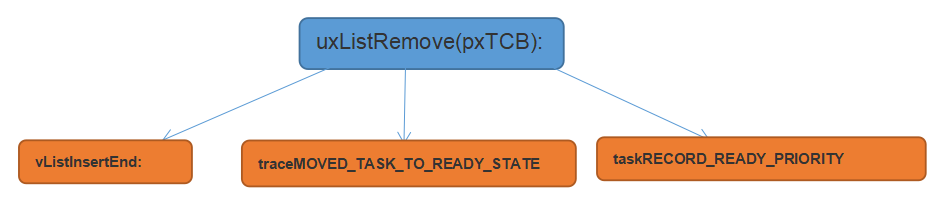 uxListRemove(pxTCB):
vListInsertEnd:
traceMOVED_TASK_TO_READY_STATE
taskRECORD_READY_PRIORITY